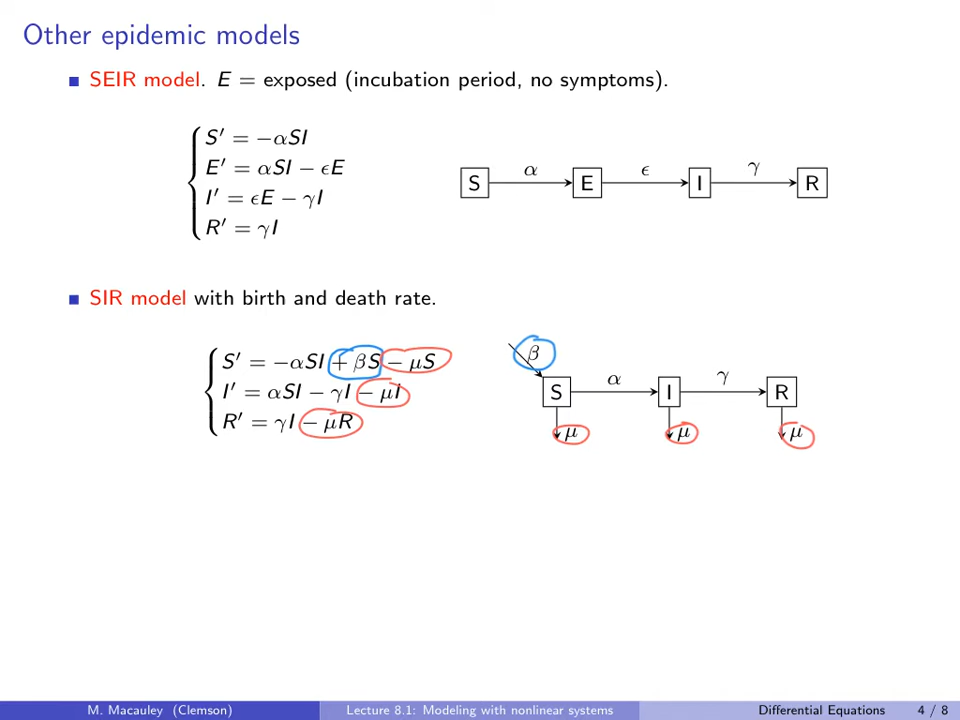 Other epidemic models
SEIR model. E = exposed (incubation period, no symptoms).
S′ = −αSI
E′ = αSI − ϵE
I′ = ϵE − γI
R′ = γI
α ϵ γ
S E I R
SIR model with birth and death rate.
S′ = −αSI + βS − μS
I′ = αSI − γI − μI
R′ = γI − μR
β
α γ
S I R
μ μ μ
M. Macauley (Clemson) Lecture 8.1: Modeling with nonlinear systems Differential Equations 4 / 8